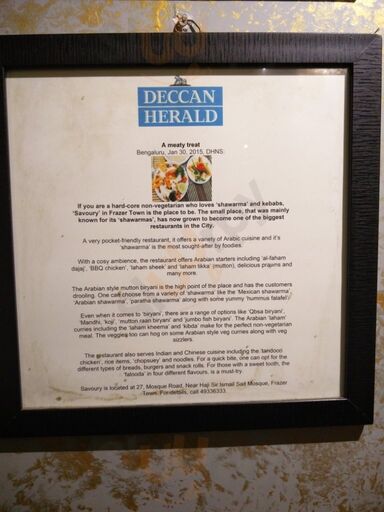 DECCAN
HERALD
A meaty treat
Bengaluru, Jan 30, 2015, DHNS:
If you are a hard-core non-vegetarian who loves 'shawarma' and kebabs,
'Savoury' in Frazer Town is the place to be. The small place, that was mainly
known for its 'shawarmas', has now grown to become one of the biggest
restaurants in the City.
A very pocket-friendly restaurant, it offers a variety of Arabic cuisine and it's
'shawarma' is the most sought-after by foodies.
With a cosy ambience, the restaurant offers Arabian starters including 'al-faham
dajaj', 'BBQ chicken', 'laham sheek' and 'laham tikka' (mutton), delicious prawns and
many more.
The Arabian style mutton biryani is the high point of the place and has the customers
drooling. One can choose from a variety of 'shawarma' like the 'Mexican shawarma',
'Arabian shawarma', 'paratha shawarma' along with some yummy 'hummus falafel'.
Even when it comes to 'biryani', there are a range of options like 'Qbsa biryani',
'Mandhi', 'koji', 'mutton raan biryani' and 'jumbo fish biryani'. The Arabian 'laham'
curries including the 'laham kheema' and 'kibda' make for the perfect non-vegetarian
meal. The veggies too can hog on some Arabian style veg curries along with veg
sizzlers.
The restaurant also serves Indian and Chinese cuisine including the 'tandoori
chicken', rice items, 'chopsuey' and noodles. For a quick bite, one can opt for the
different types of breads, burgers and snack rolls. For those with a sweet tooth, the
'falooda' in four different flavours, is a must-try.
Savoury is located at 27, Mosque Road, Near Haji Sir Ismail Sait Mosque, Frazer
Town. For details, call 49336333.